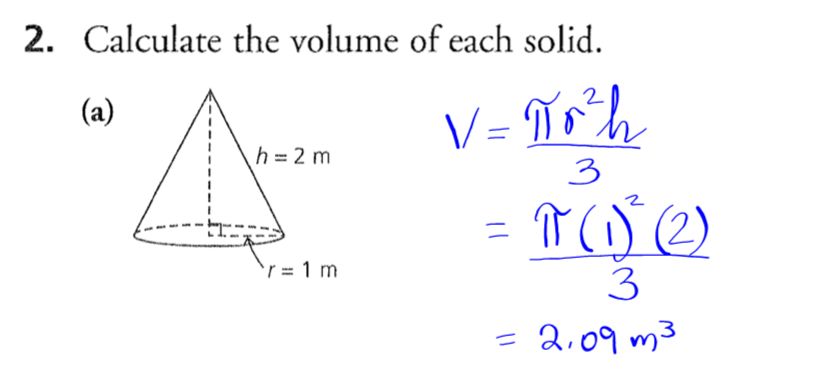 2. Calculate the volume of each solid.
(a)
h = 2 m
r = 1 m
V = πr²h
3
= π(1)²(2)
3
= 2.09 m³